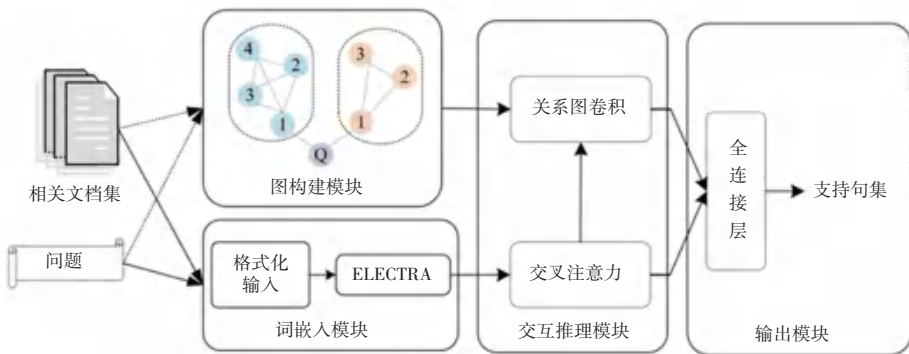 相关文档集
问题
4
2
3
1
3
2
1
Q
图构建模块
格式化
输入
ELECTRA
词嵌入模块
关系图卷积
交叉注意力
交互推理模块
全
连
接
层
支持句集
输出模块